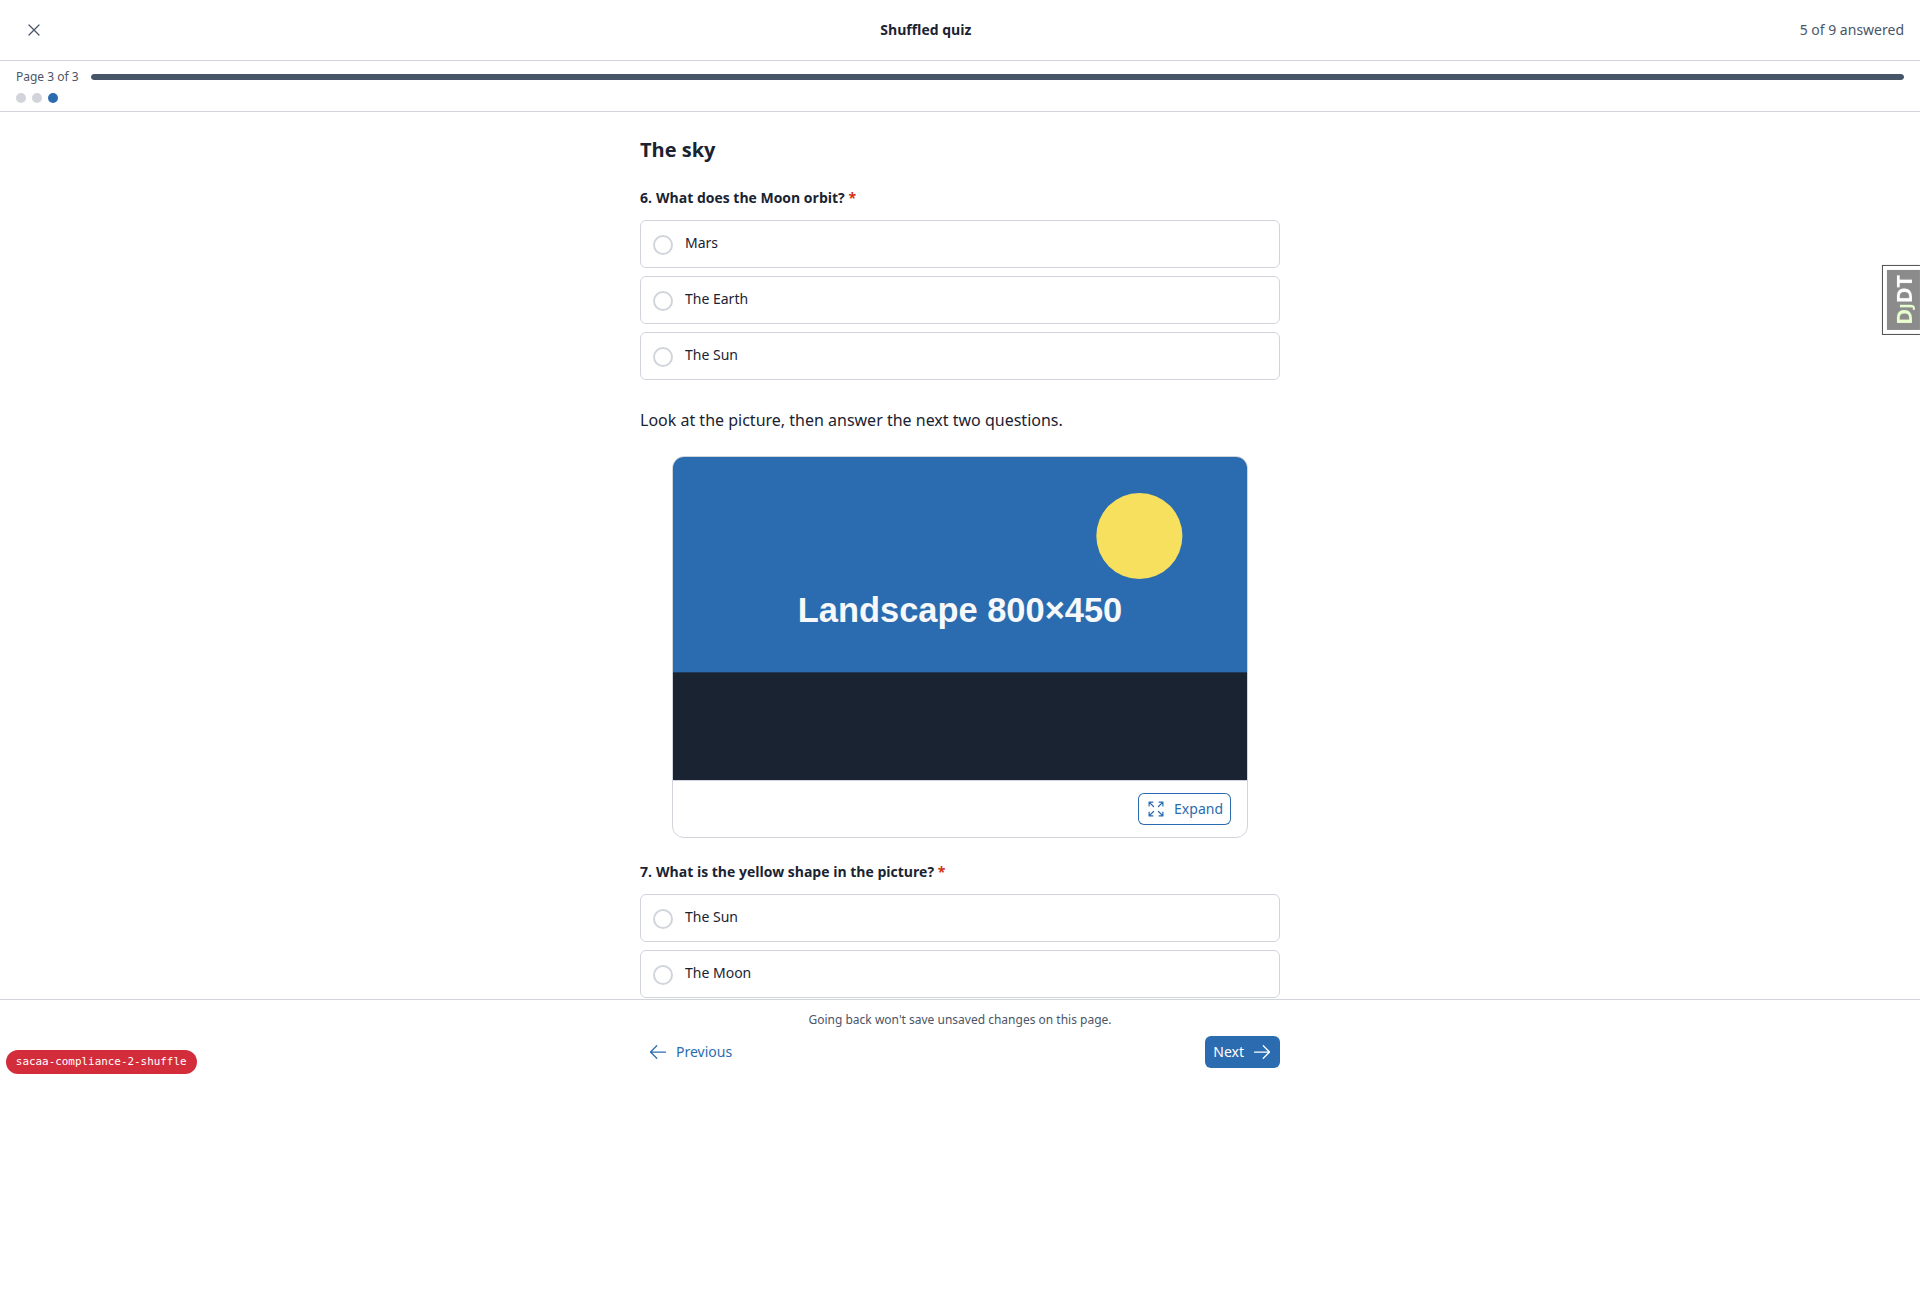 Shuffled quiz
5 of 9 answered
Page 3 of 3
The sky
6. What does the Moon orbit? *
Mars
The Earth
The Sun
Look at the picture, then answer the next two questions.
Landscape 800×450
Expand
7. What is the yellow shape in the picture? *
The Sun
The Moon
Going back won't save unsaved changes on this page.
Previous
Next
sacaa-compliance-2-shuffle
DjDT